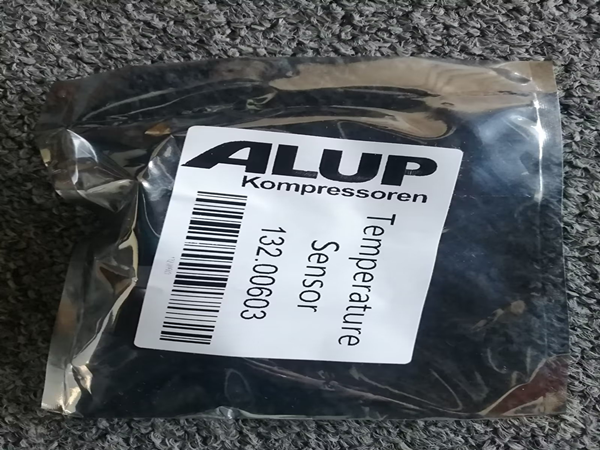 ALUP
Kompressoren
Temperature
Sensor
132.00603